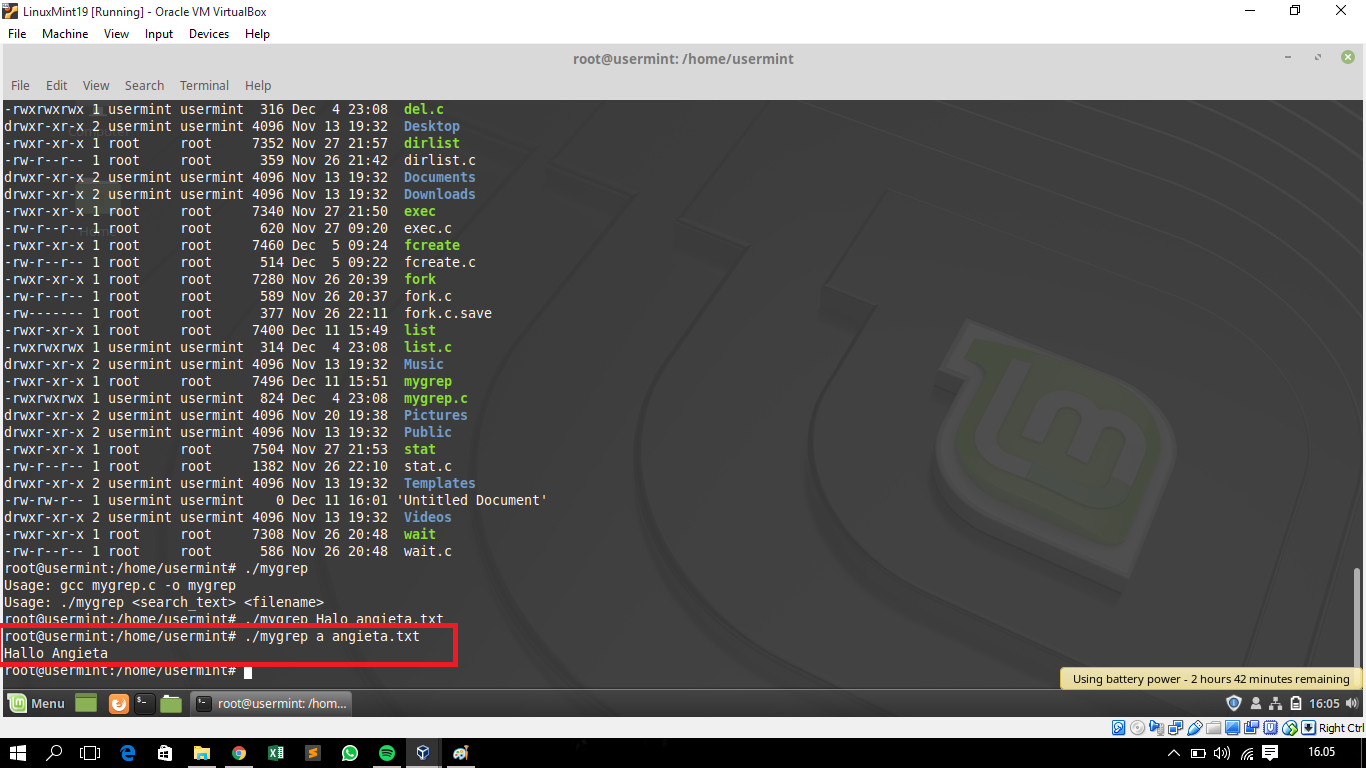 LinuxMint19 [Running] - Oracle VM VirtualBox
File Machine View Input Devices Help
root@usermint: /home/usermint
File Edit View Search Terminal Help
-rwxrwxrwx 1 usermint usermint  316 Dec  4 23:08  del.c
drwxr-xr-x 2 usermint usermint 4096 Nov 13 19:32  Desktop
-rwxr-xr-x 1 root     root     7352 Nov 27 21:57  dirlist
-rw-r--r-- 1 root     root      359 Nov 26 21:42  dirlist.c
drwxr-xr-x 2 usermint usermint 4096 Nov 13 19:32  Documents
drwxr-xr-x 2 usermint usermint 4096 Nov 13 19:32  Downloads
-rwxr-xr-x 1 root     root     7340 Nov 27 21:50  exec
-rw-r--r-- 1 root     root      620 Nov 27 09:20  exec.c
-rwxr-xr-x 1 root     root     7460 Dec  5 09:24  fcreate
-rw-r--r-- 1 root     root      514 Dec  5 09:22  fcreate.c
-rwxr-xr-x 1 root     root     7280 Nov 26 20:39  fork
-rw-r--r-- 1 root     root      589 Nov 26 20:37  fork.c
-rw------- 1 root     root      377 Nov 26 22:11  fork.c.save
-rwxr-xr-x 1 root     root     7400 Dec 11 15:49  list
-rwxrwxrwx 1 usermint usermint  314 Dec  4 23:08  list.c
drwxr-xr-x 2 usermint usermint 4096 Nov 13 19:32  Music
-rwxr-xr-x 1 root     root     7496 Dec 11 15:51  mygrep
-rwxrwxrwx 1 usermint usermint  824 Dec  4 23:08  mygrep.c
drwxr-xr-x 2 usermint usermint 4096 Nov 20 19:38  Pictures
drwxr-xr-x 2 usermint usermint 4096 Nov 13 19:32  Public
-rwxr-xr-x 1 root     root     7504 Nov 27 21:53  stat
-rw-r--r-- 1 root     root     1382 Nov 26 22:10  stat.c
drwxr-xr-x 2 usermint usermint 4096 Nov 13 19:32  Templates
-rw-rw-r-- 1 usermint usermint    0 Dec 11 16:01 'Untitled Document'
drwxr-xr-x 2 usermint usermint 4096 Nov 13 19:32  Videos
-rwxr-xr-x 1 root     root     7308 Nov 26 20:48  wait
-rw-r--r-- 1 root     root      586 Nov 26 20:48  wait.c
root@usermint:/home/usermint# ./mygrep
Usage: gcc mygrep.c -o mygrep
Usage: ./mygrep <search_text> <filename>
root@usermint:/home/usermint# ./mygrep Halo angieta.txt
root@usermint:/home/usermint# ./mygrep a angieta.txt
Hallo Angieta
root@usermint:/home/usermint#
Using battery power - 2 hours 42 minutes remaining
Menu root@usermint: /hom... 16:05
Right Ctrl
16.05